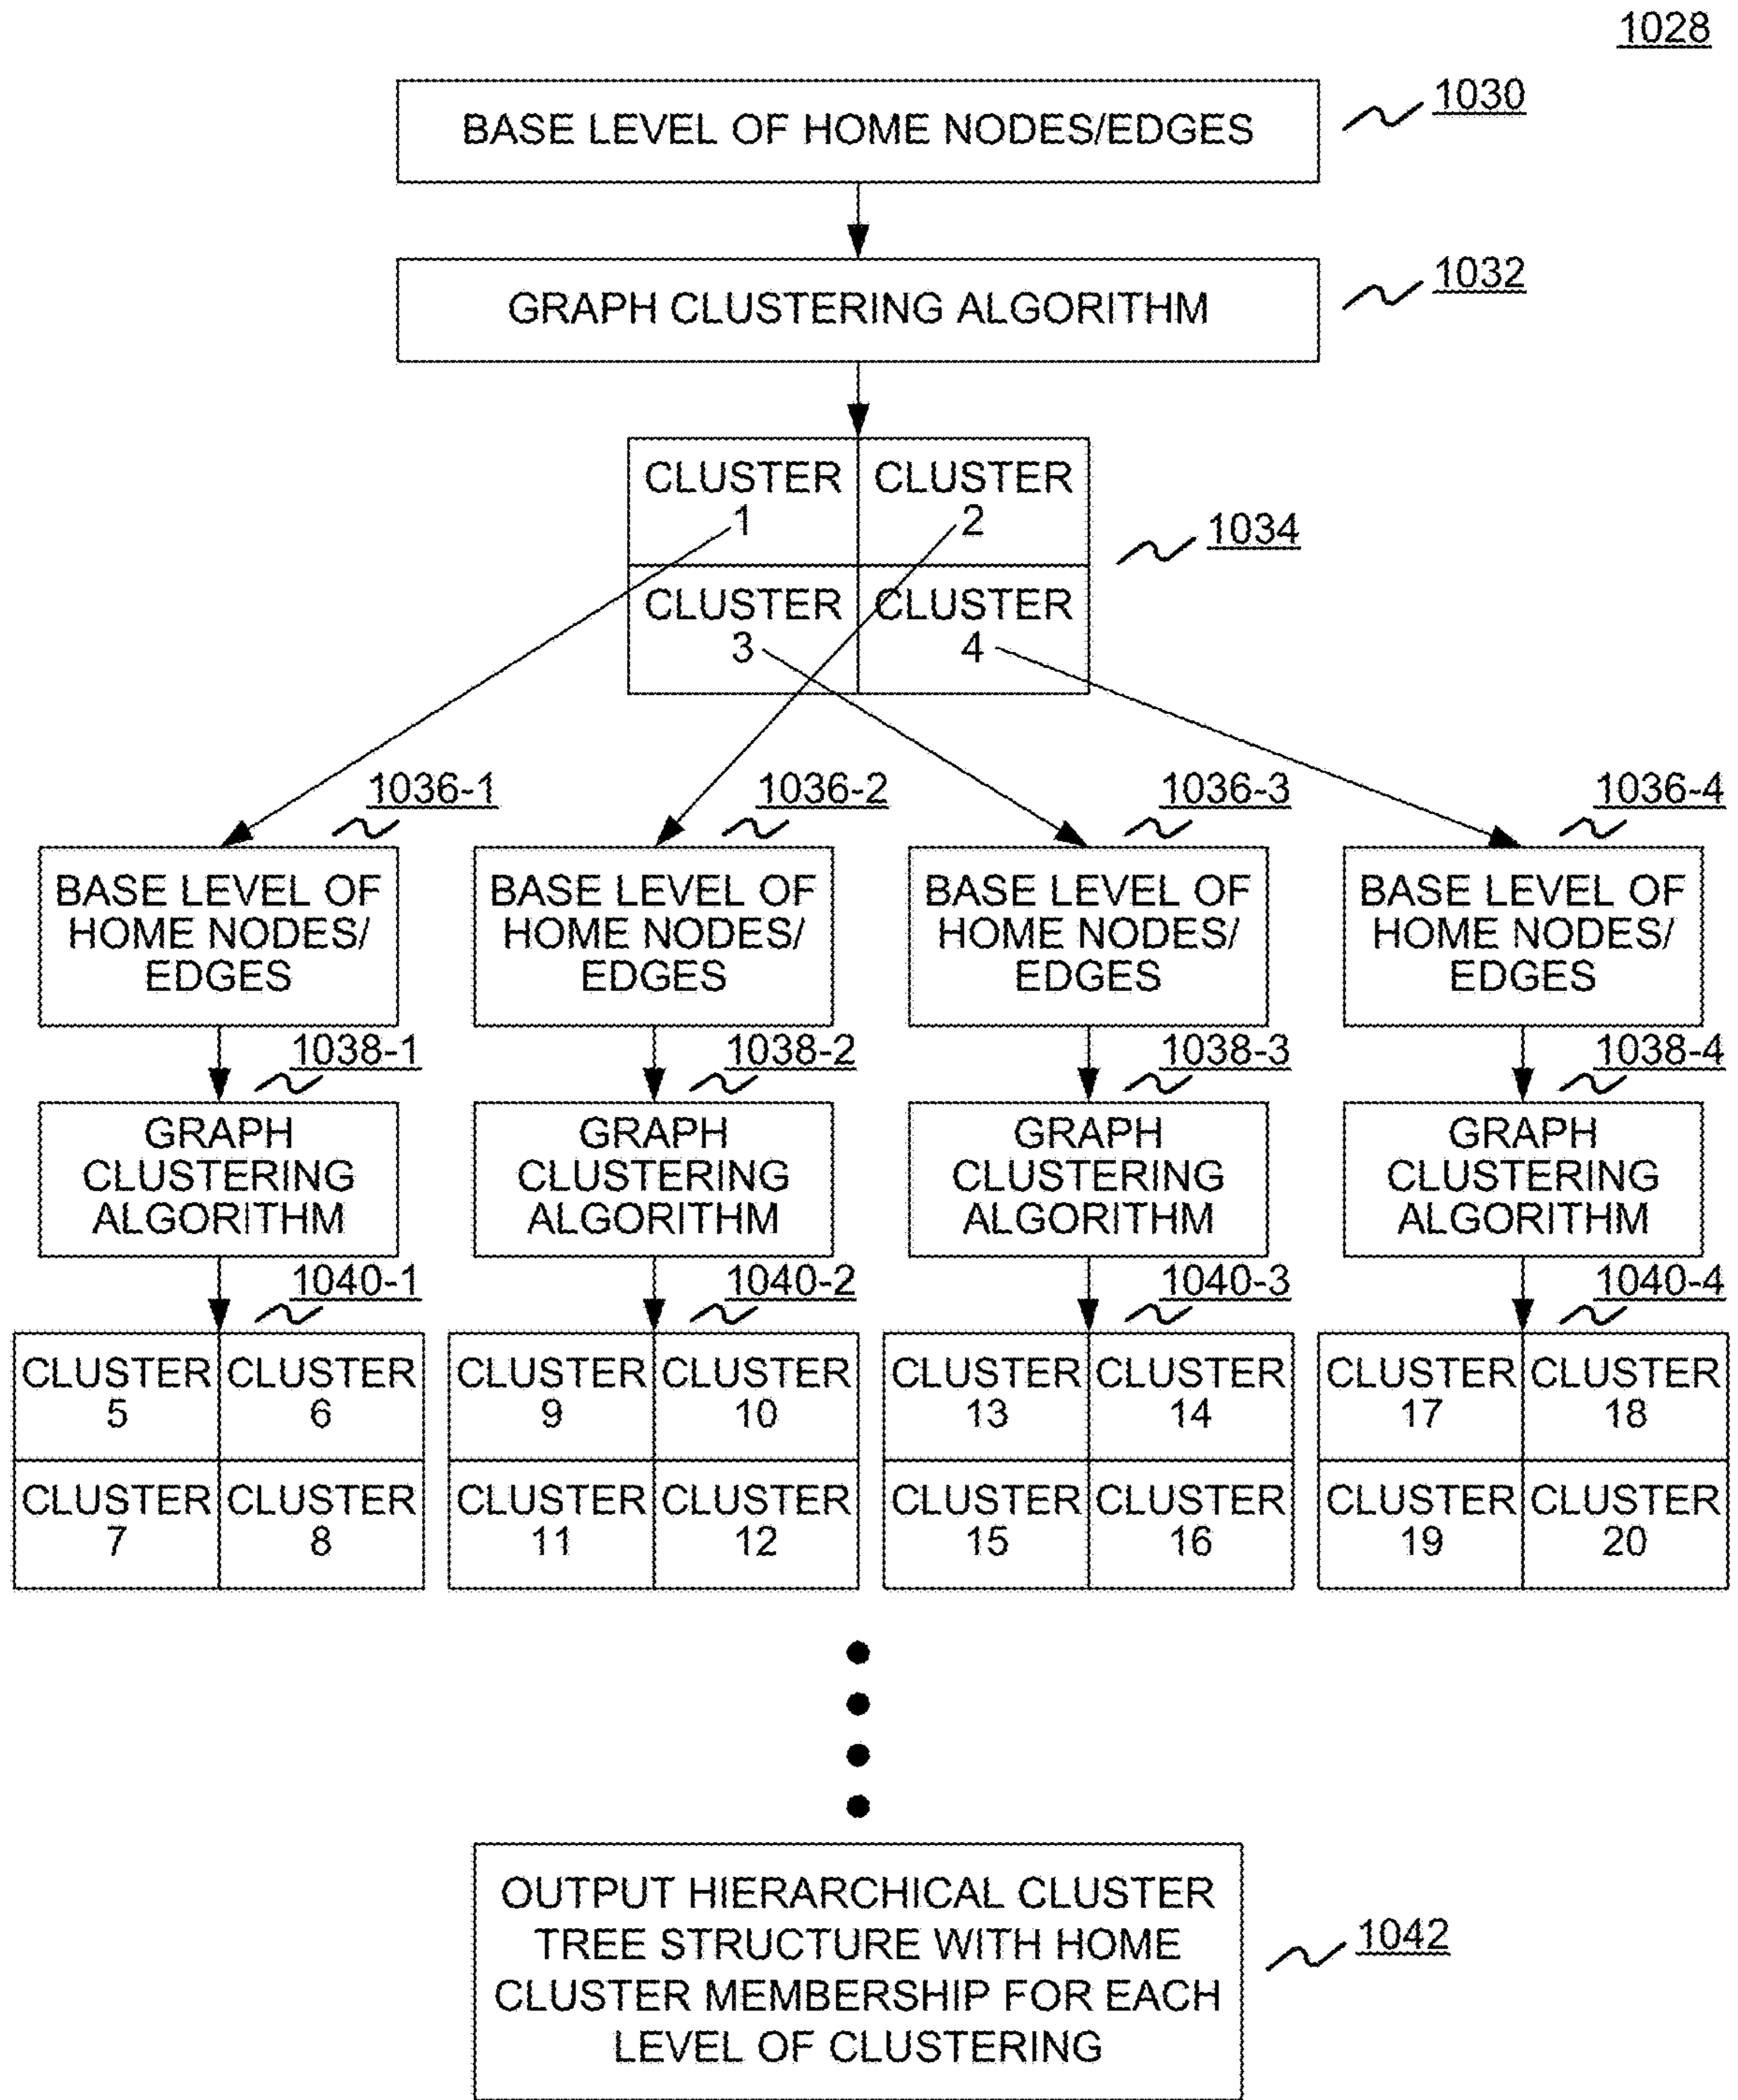 1028
BASE LEVEL OF HOME NODES/EDGES
1030
GRAPH CLUSTERING ALGORITHM
1032
CLUSTER
1
CLUSTER
2
CLUSTER
3
CLUSTER
4
1034
1036-1
1036-2
1036-3
1036-4
BASE LEVEL OF
HOME NODES/
EDGES
BASE LEVEL OF
HOME NODES/
EDGES
BASE LEVEL OF
HOME NODES/
EDGES
BASE LEVEL OF
HOME NODES/
EDGES
1038-1
1038-2
1038-3
1038-4
GRAPH
CLUSTERING
ALGORITHM
GRAPH
CLUSTERING
ALGORITHM
GRAPH
CLUSTERING
ALGORITHM
GRAPH
CLUSTERING
ALGORITHM
1040-1
1040-2
1040-3
1040-4
CLUSTER
5
CLUSTER
6
CLUSTER
7
CLUSTER
8
CLUSTER
9
CLUSTER
10
CLUSTER
11
CLUSTER
12
CLUSTER
13
CLUSTER
14
CLUSTER
15
CLUSTER
16
CLUSTER
17
CLUSTER
18
CLUSTER
19
CLUSTER
20
OUTPUT HIERARCHICAL CLUSTER
TREE STRUCTURE WITH HOME
CLUSTER MEMBERSHIP FOR EACH
LEVEL OF CLUSTERING
1042